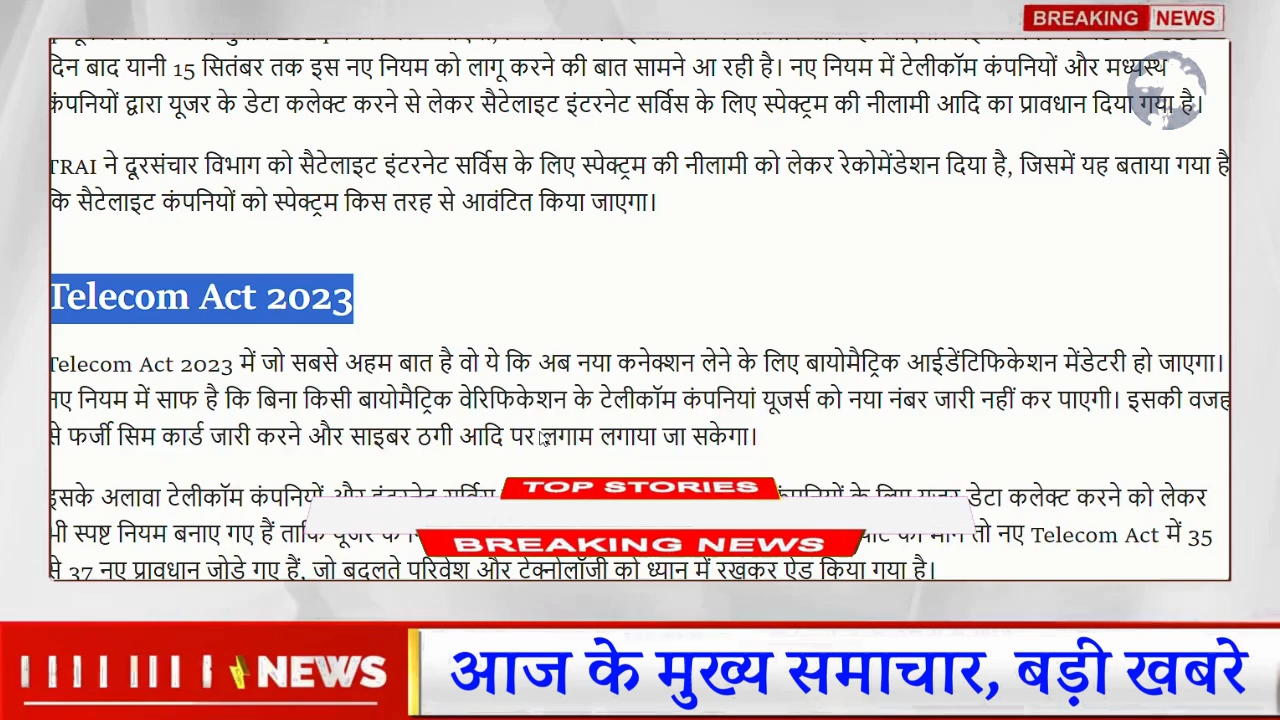 BREAKING NEWS
दिन बाद यानी 15 सितंबर तक इस नए नियम को लागू करने की बात सामने आ रही है। नए नियम में टेलीकॉम कंपनियों और मध्यस्थ
कंपनियों द्वारा यूजर के डेटा कलेक्ट करने से लेकर सैटेलाइट इंटरनेट सर्विस के लिए स्पेक्ट्रम की नीलामी आदि का प्रावधान दिया गया है।
TRAI ने दूरसंचार विभाग को सैटेलाइट इंटरनेट सर्विस के लिए स्पेक्ट्रम की नीलामी को लेकर रेकोमेंडेशन दिया है, जिसमें यह बताया गया है
कि सैटेलाइट कंपनियों को स्पेक्ट्रम किस तरह से आवंटित किया जाएगा।
Telecom Act 2023
Telecom Act 2023 में जो सबसे अहम बात है वो ये कि अब नया कनेक्शन लेने के लिए बायोमैट्रिक आईडेंटिफिकेशन मेंडेटरी हो जाएगा।
नए नियम में साफ है कि बिना किसी बायोमैट्रिक वेरिफिकेशन के टेलीकॉम कंपनियां यूजर्स को नया नंबर जारी नहीं कर पाएगी। इसकी वजह
से फर्जी सिम कार्ड जारी करने और साइबर ठगी आदि पर लगाम लगाया जा सकेगा।
इसके अलावा टेलीकॉम कंपनियों और इंटरनेट सर्विस कंपनियों के लिए यूजर डेटा कलेक्ट करने को लेकर
TOP STORIES
भी स्पष्ट नियम बनाए गए हैं ताकि यूजर के तो नए Telecom Act में 35
BREAKING NEWS
से 37 नए प्रावधान जोड़े गए हैं, जो बदलते परिवेश और टेक्नोलॉजी को ध्यान में रखकर ऐड किया गया है।
NEWS
आज के मुख्य समाचार, बड़ी खबरे